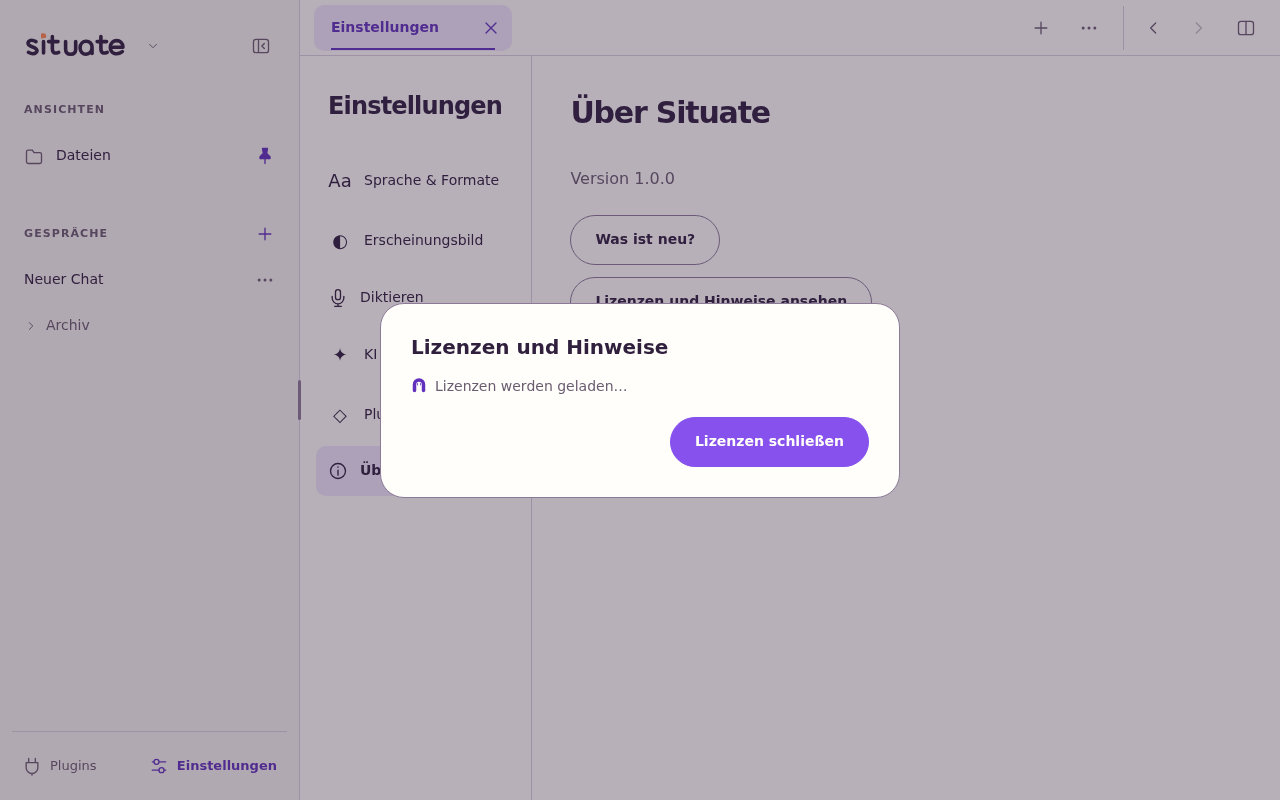 situate
ANSICHTEN
Dateien
GESPRÄCHE
Neuer Chat
Archiv
Plugins
Einstellungen
Einstellungen
Einstellungen
Aa Sprache & Formate
Erscheinungsbild
Diktieren
KI
Über Situate
Version 1.0.0
Was ist neu?
Lizenzen und Hinweise ansehen
Lizenzen und Hinweise
Lizenzen werden geladen…
Lizenzen schließen